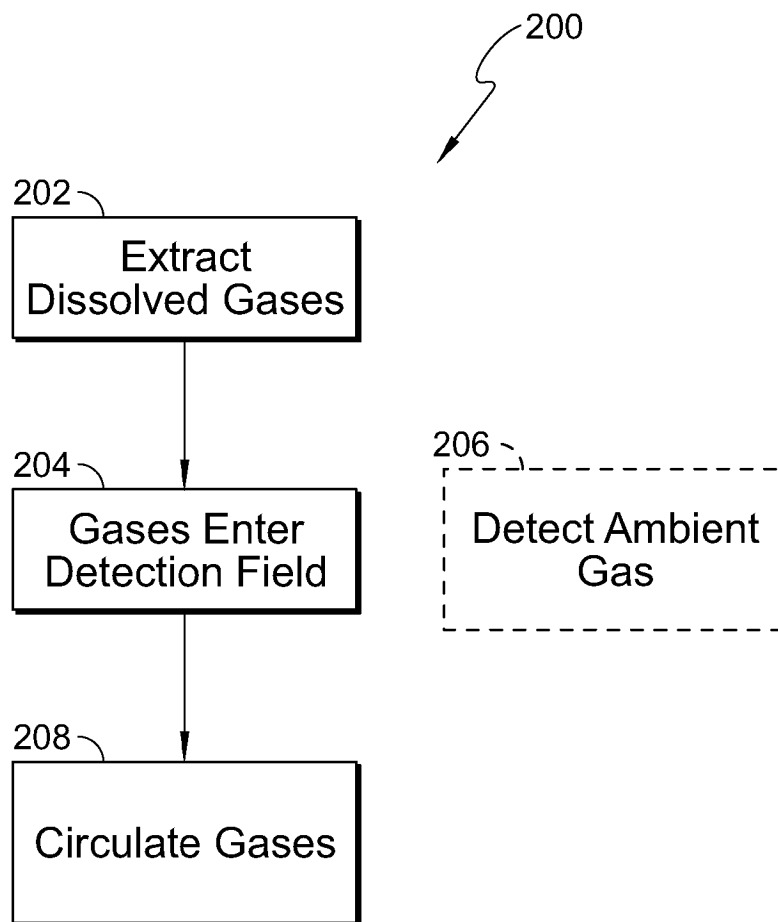 200
202
Extract
Dissolved Gases
204
Gases Enter
Detection Field
206
Detect Ambient
Gas
208
Circulate Gases